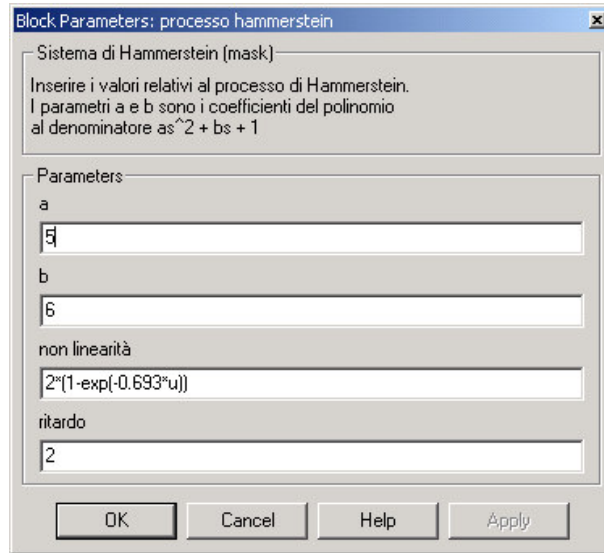 Block Parameters: processo hammerstein
Sistema di Hammerstein (mask)
Inserire i valori relativi al processo di Hammerstein.
I parametri a e b sono i coefficienti del polinomio
al denominatore as^2 + bs + 1
Parameters
a
5
b
6
non linearità
2*(1-exp(-0.693*u))
ritardo
2
OK Cancel Help Apply